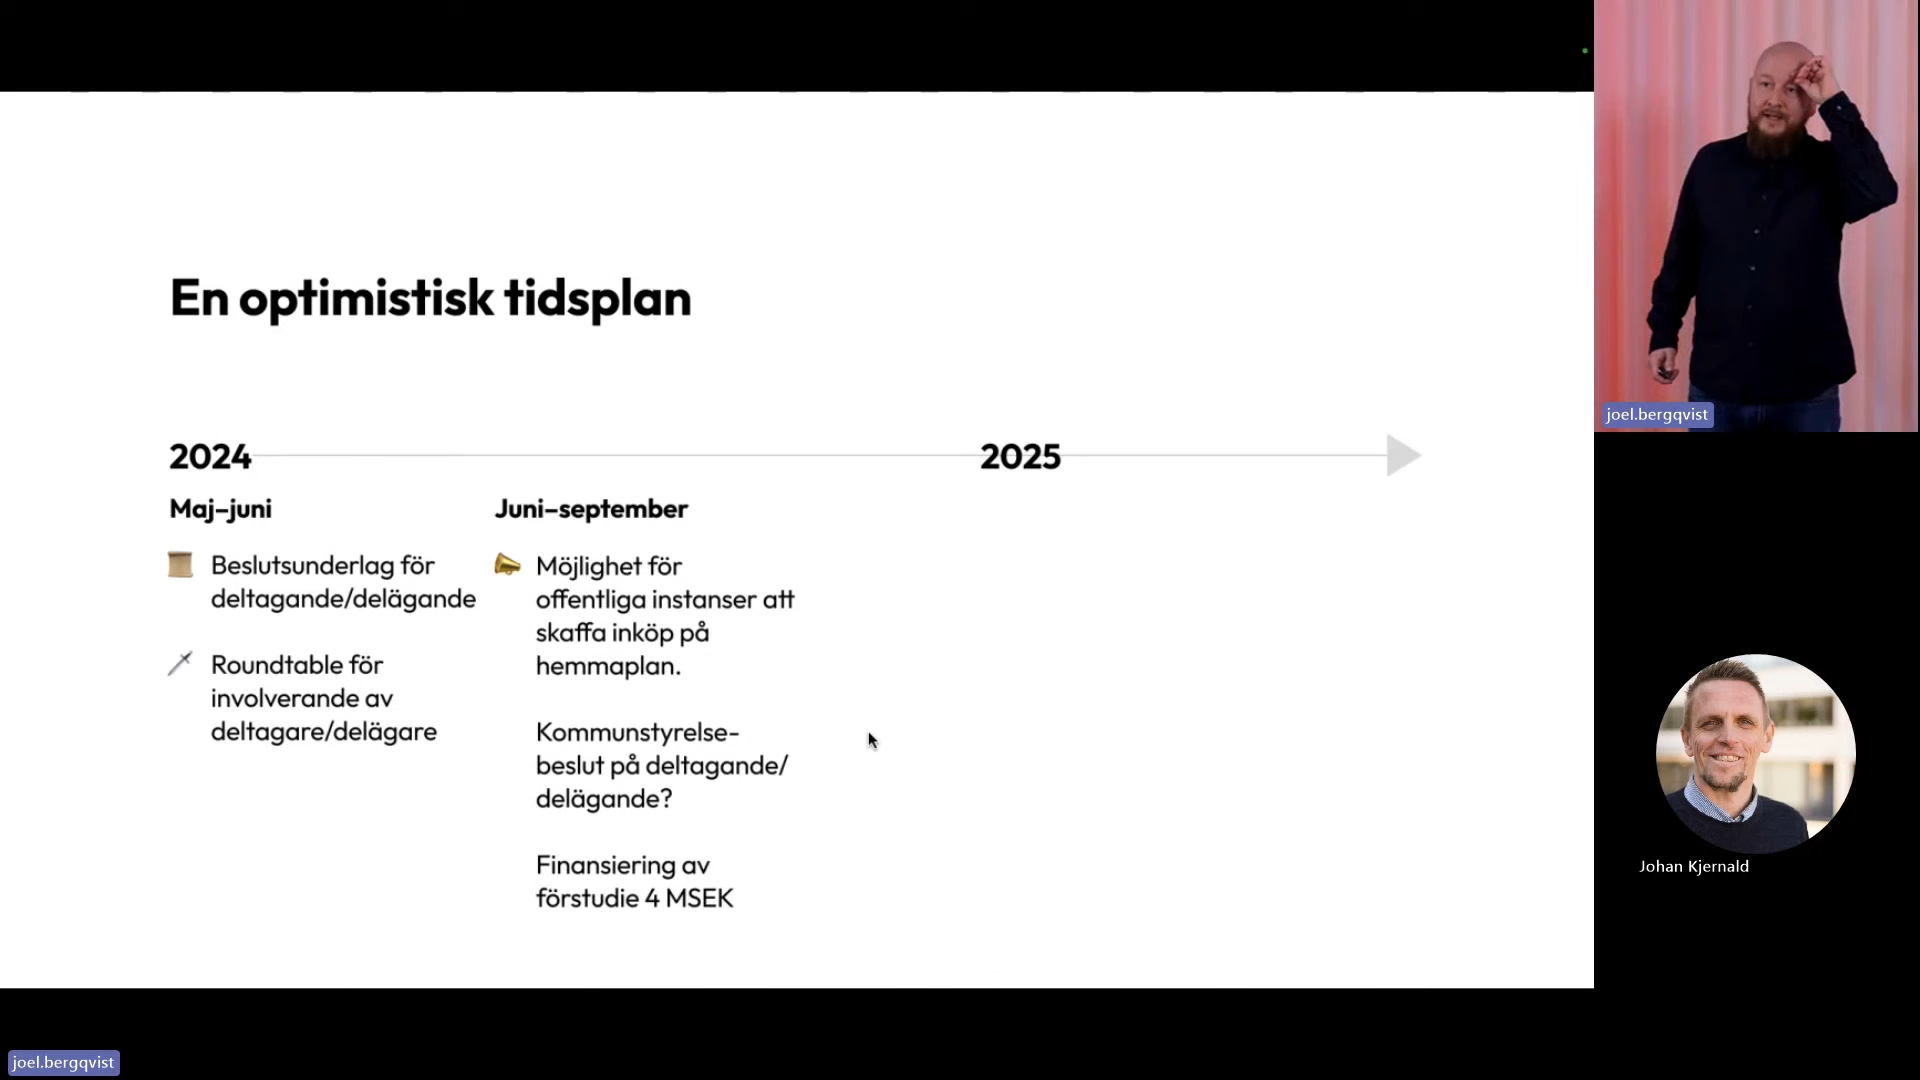 En optimistisk tidsplan
2024
2025
Maj–juni
Beslutsunderlag för
deltagande/delägande
Roundtable för
involverande av
deltagare/delägare
Juni–september
Möjlighet för
offentliga instanser att
skaffa inköp på
hemmaplan.
Kommunstyrelse-
beslut på deltagande/
delägande?
Finansiering av
förstudie 4 MSEK
joel.bergqvist
Johan Kjernald
joel.bergqvist